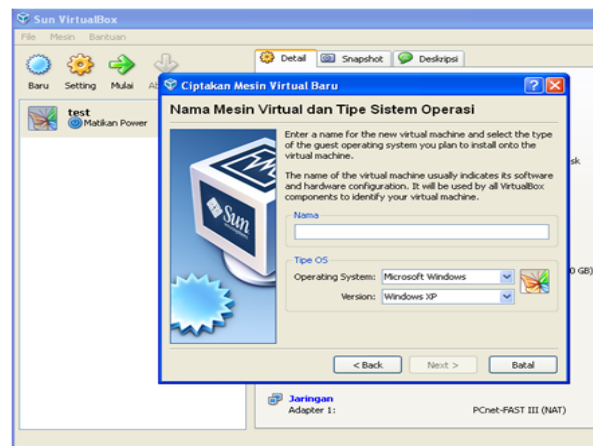 Sun VirtualBox
File Mesin Bantuan
Baru Setting Mulai
Detail Snapshot Deskripsi
test
Matikan Power
Ciptakan Mesin Virtual Baru
Nama Mesin Virtual dan Tipe Sistem Operasi
Enter a name for the new virtual machine and select the type
of the guest operating system you plan to install onto the
virtual machine.
The name of the virtual machine usually indicates its software
and hardware configuration. It will be used by all VirtualBox
components to identify your virtual machine.
Sun
Nama
Tipe OS
Operating System: Microsoft Windows
Version: Windows XP
< Back Next > Batal
sk
0 GB)
Jaringan
Adapter 1: PCnet-FAST III (NAT)